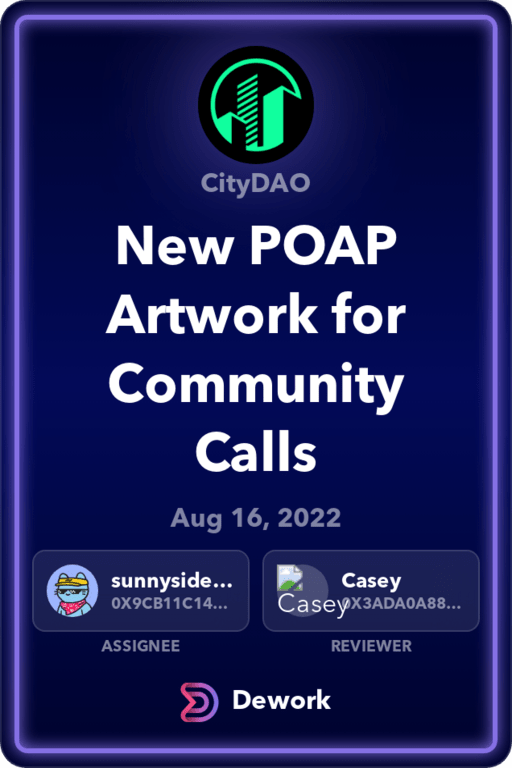 CityDAO
New POAP
Artwork for
Community
Calls
Aug 16, 2022
sunnyside...
0X9CB11C14...
ASSIGNEE
Casey
Casey
0X3ADA0A88...
REVIEWER
Dework